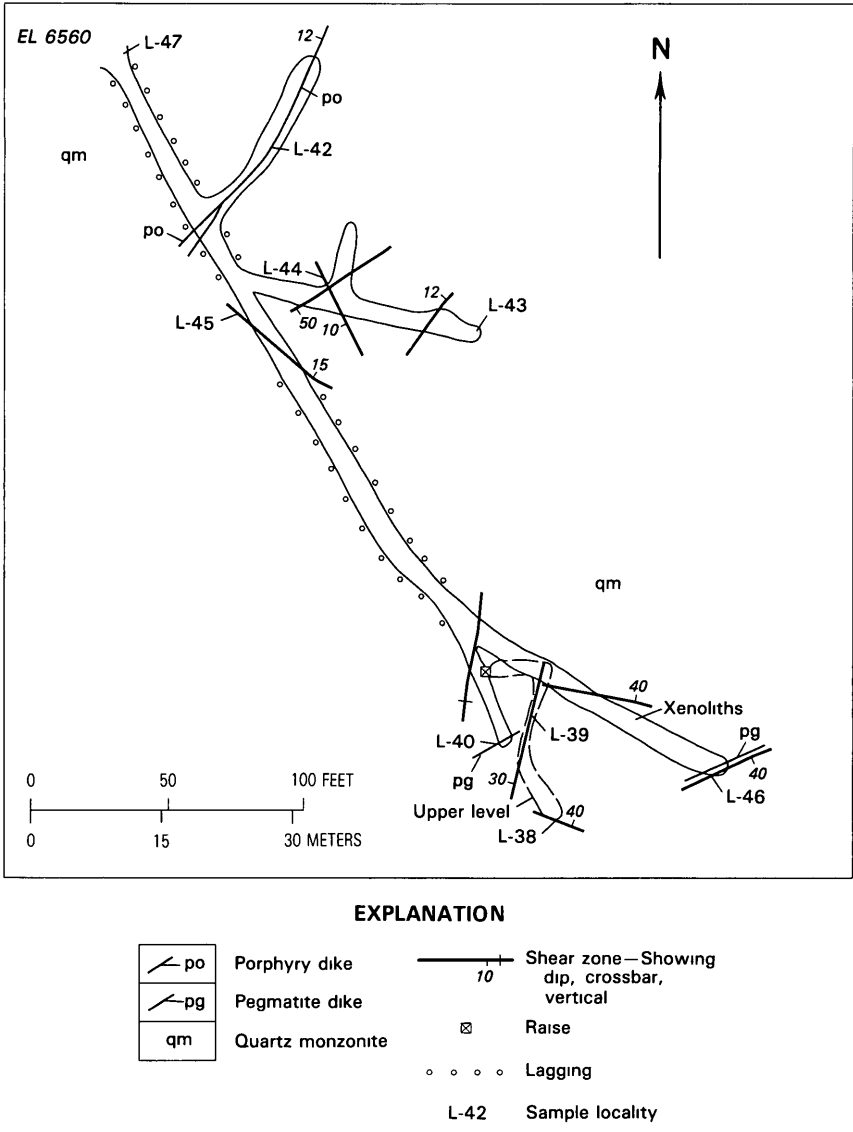 EL 6560
L-47
12
N
po
L-42
qm
po
L-44
12
L-43
50
10
L-45
15
qm
40
Xenoliths
L-39
pg
L-40
pg
30
40
L-46
Upper level
40
L-38
0 50 100 FEET
0 15 30 METERS
EXPLANATION
po Porphyry dike
pg Pegmatite dike
qm Quartz monzonite
10
Shear zone—Showing
dip, crossbar,
vertical
Raise
Lagging
L-42 Sample locality